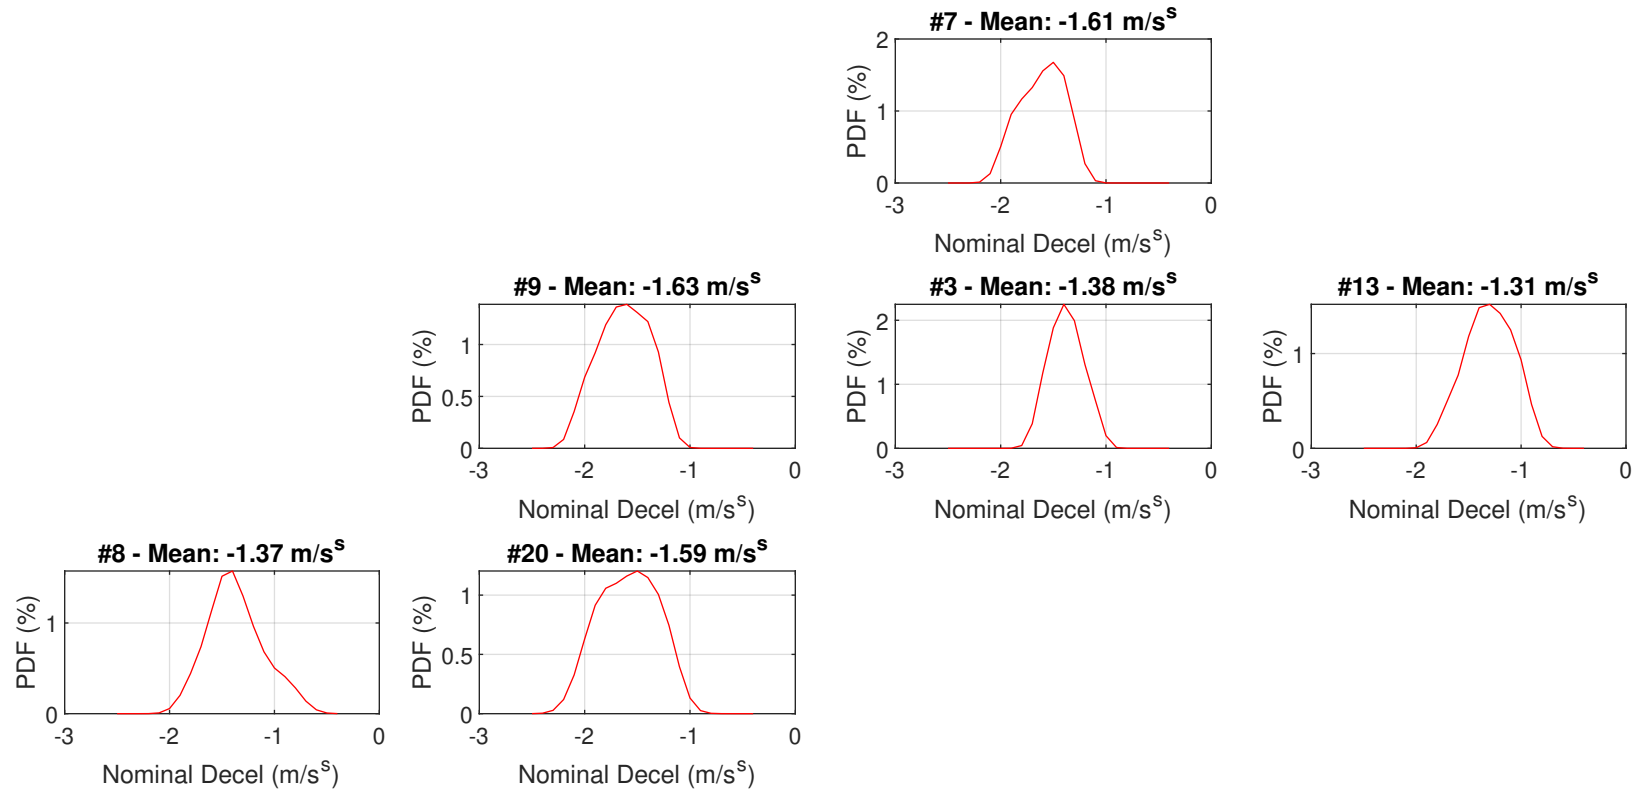 #7 - Mean: -1.61 m/s^s
PDF (%)
2
1
0
-3 -2 -1 0
Nominal Decel (m/s^s)
#9 - Mean: -1.63 m/s^s
PDF (%)
1
0.5
0
-3 -2 -1 0
Nominal Decel (m/s^s)
#3 - Mean: -1.38 m/s^s
PDF (%)
2
1
0
-3 -2 -1 0
Nominal Decel (m/s^s)
#13 - Mean: -1.31 m/s^s
PDF (%)
1
0
-3 -2 -1 0
Nominal Decel (m/s^s)
#8 - Mean: -1.37 m/s^s
PDF (%)
1
0
-3 -2 -1 0
Nominal Decel (m/s^s)
#20 - Mean: -1.59 m/s^s
PDF (%)
1
0.5
0
-3 -2 -1 0
Nominal Decel (m/s^s)